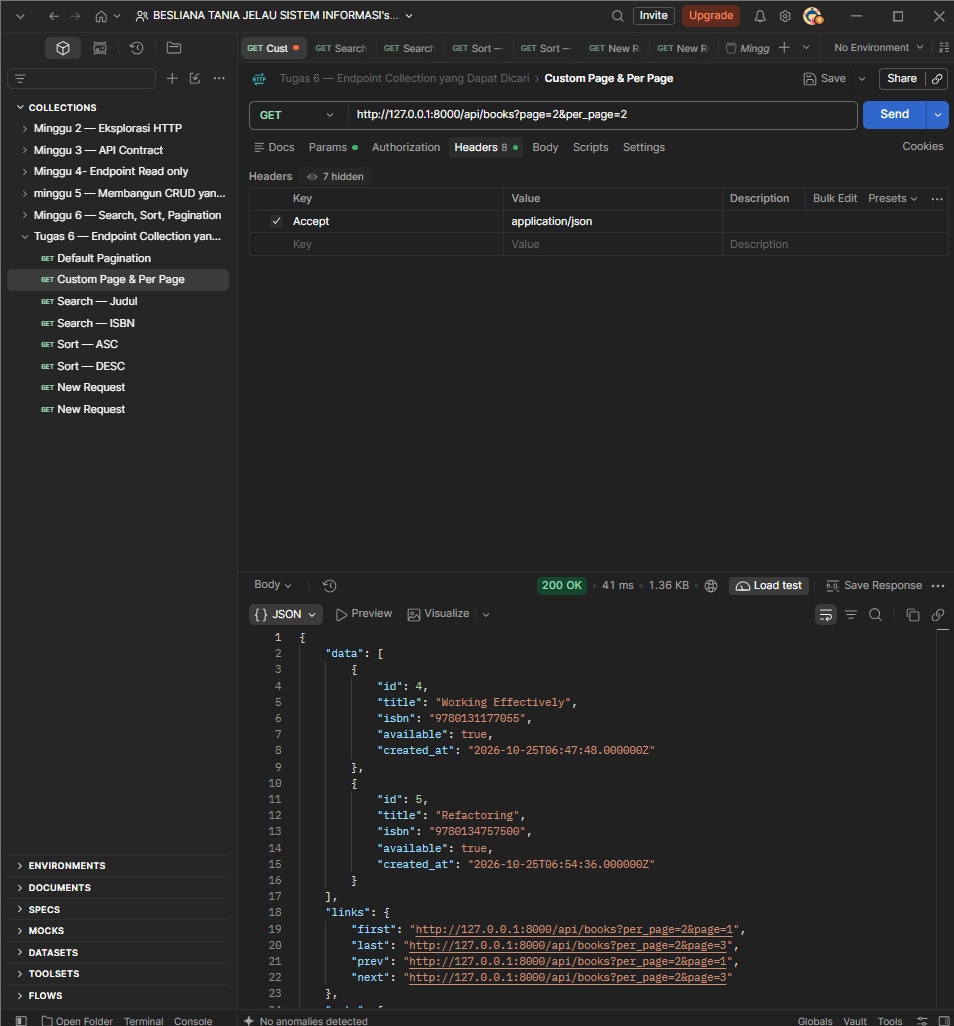 BESLIANA TANIA JELAU SISTEM INFORMASI's...
Invite
Upgrade
GET Cust
GET Search
GET Search
GET Sort —
GET Sort —
GET New R
GET New R
Mingg
No Environment
Tugas 6 — Endpoint Collection yang Dapat Dicari > Custom Page & Per Page
Save
Share
GET
http://127.0.0.1:8000/api/books?page=2&per_page=2
Send
Docs
Params
Authorization
Headers 8
Body
Scripts
Settings
Cookies
Headers
7 hidden
Key
Value
Description
Bulk Edit
Presets
Accept
application/json
Key
Value
Description
COLLECTIONS
Minggu 2 — Eksplorasi HTTP
Minggu 3 — API Contract
Minggu 4- Endpoint Read only
minggu 5 — Membangun CRUD yan...
Minggu 6 — Search, Sort, Pagination
Tugas 6 — Endpoint Collection yan...
GET Default Pagination
GET Custom Page & Per Page
GET Search — Judul
GET Search — ISBN
GET Sort — ASC
GET Sort — DESC
GET New Request
GET New Request
ENVIRONMENTS
DOCUMENTS
SPECS
MOCKS
DATASETS
TOOLSETS
FLOWS
Body
200 OK
41 ms
1.36 KB
Load test
e.g. Save Response
{ } JSON
Preview
Visualize
1 {
2 "data": [
3 {
4 "id": 4,
5 "title": "Working Effectively",
6 "isbn": "9780131177055",
7 "available": true,
8 "created_at": "2026-10-25T06:47:48.000000Z"
9 },
10 {
11 "id": 5,
12 "title": "Refactoring",
13 "isbn": "9780134757500",
14 "available": true,
15 "created_at": "2026-10-25T06:54:36.000000Z"
16 }
17 ],
18 "links": {
19 "first": "http://127.0.0.1:8000/api/books?per_page=2&page=1",
20 "last": "http://127.0.0.1:8000/api/books?per_page=2&page=3",
21 "prev": "http://127.0.0.1:8000/api/books?per_page=2&page=1",
22 "next": "http://127.0.0.1:8000/api/books?per_page=2&page=3"
23 },
Open Folder
Terminal
Console
No anomalies detected
Globals
Vault
Tools